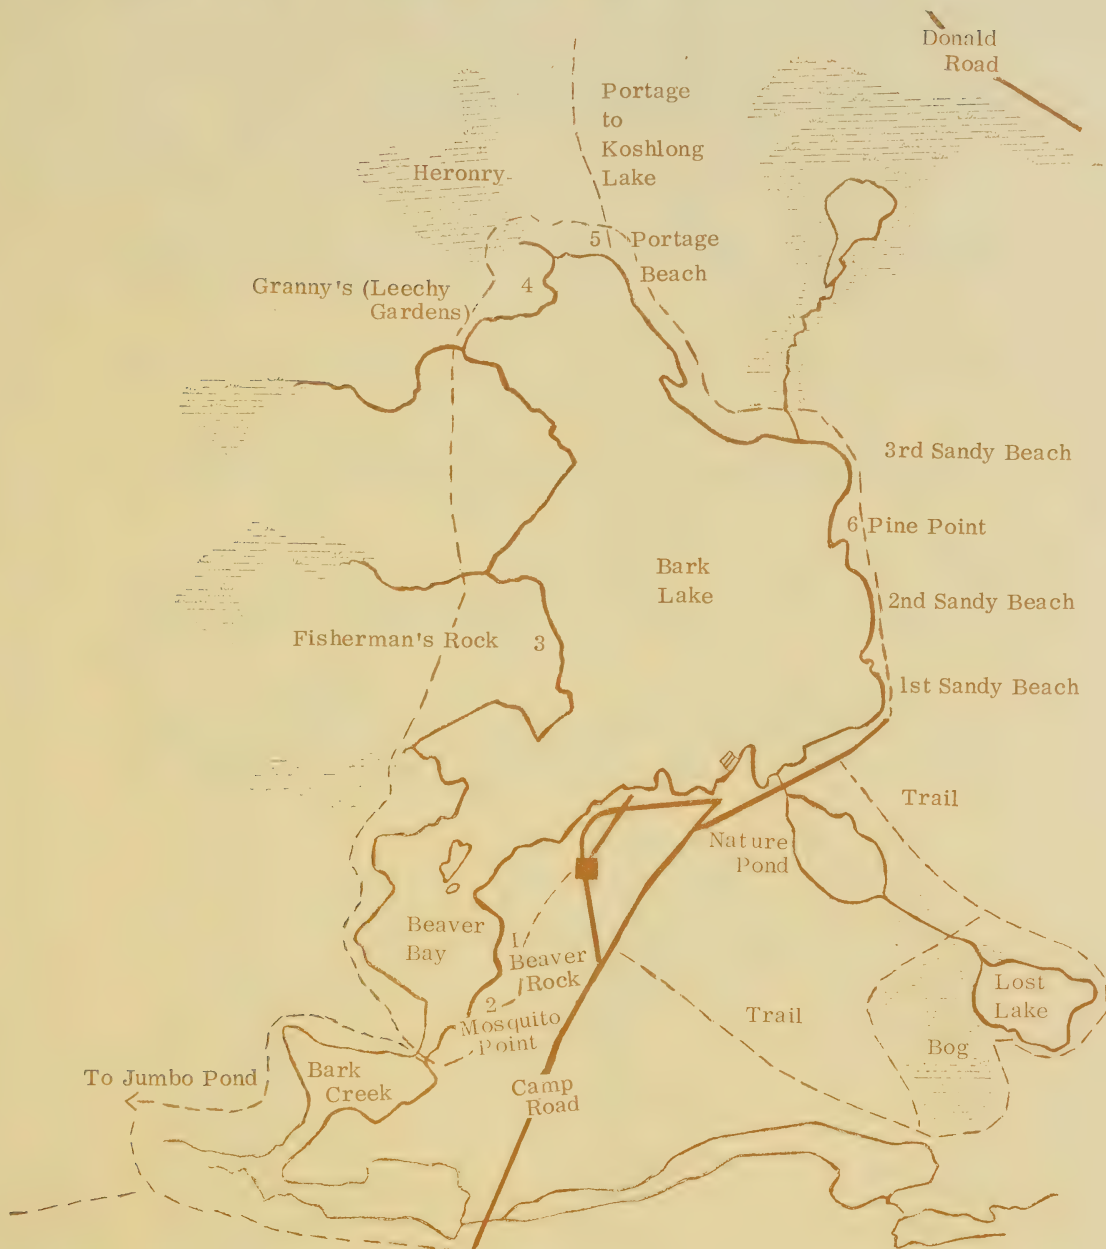 Donald
Road
Portage
to
Koshlong
Lake
Heronry
5 Portage
Beach
Granny's (Leechy
Gardens)
4
3rd Sandy Beach
6 Pine Point
Bark
Lake
2nd Sandy Beach
Fisherman's Rock 3
1st Sandy Beach
Trail
Nature
Pond
Beaver
Bay
1
Beaver
Rock
2
Mosquito
Point
Lost
Lake
Trail
Bog
To Jumbo Pond
Bark
Creek
Camp
Road